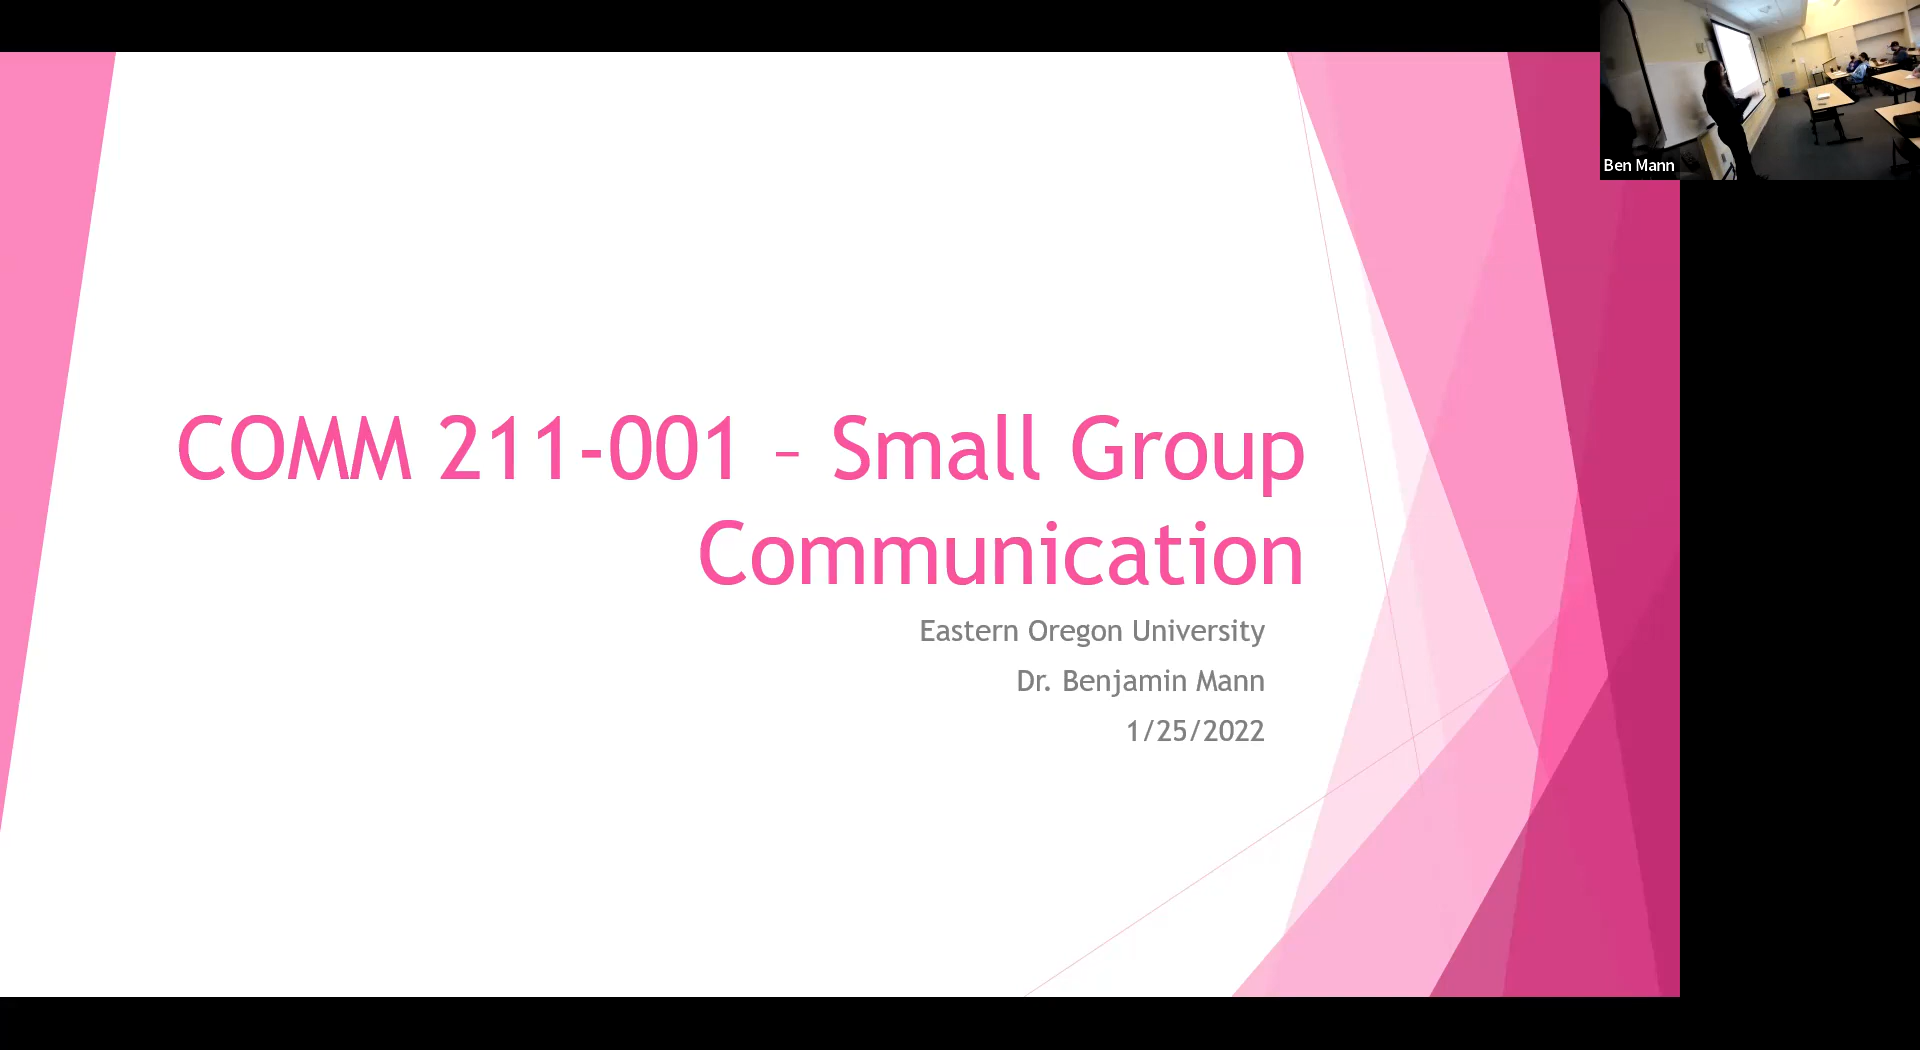 Ben Mann
COMM 211-001 – Small Group
Communication
Eastern Oregon University
Dr. Benjamin Mann
1/25/2022